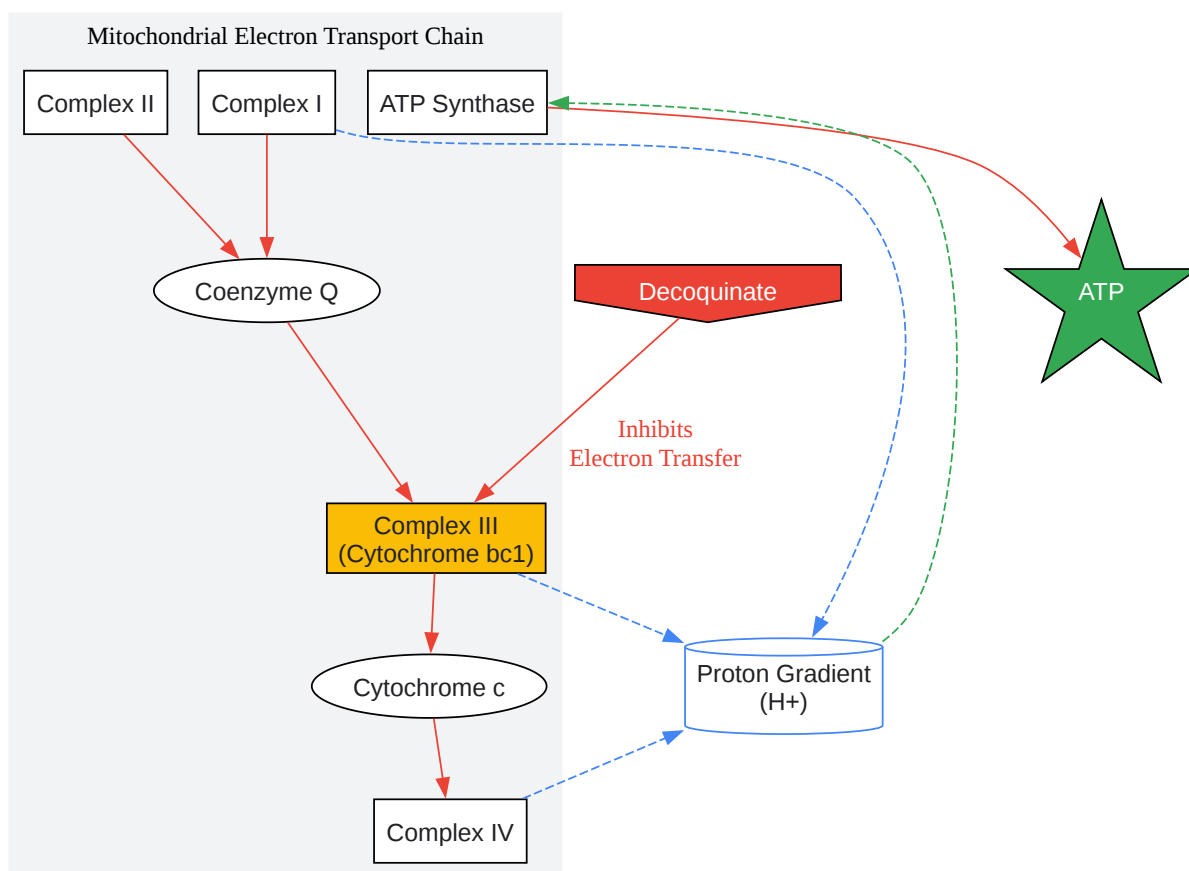 Mitochondrial Electron Transport Chain
Complex II
Complex I
ATP Synthase
Coenzyme Q
Decoquinate
ATP
Inhibits
Electron Transfer
Complex III
(Cytochrome bc1)
Cytochrome c
Proton Gradient
(H+)
Complex IV